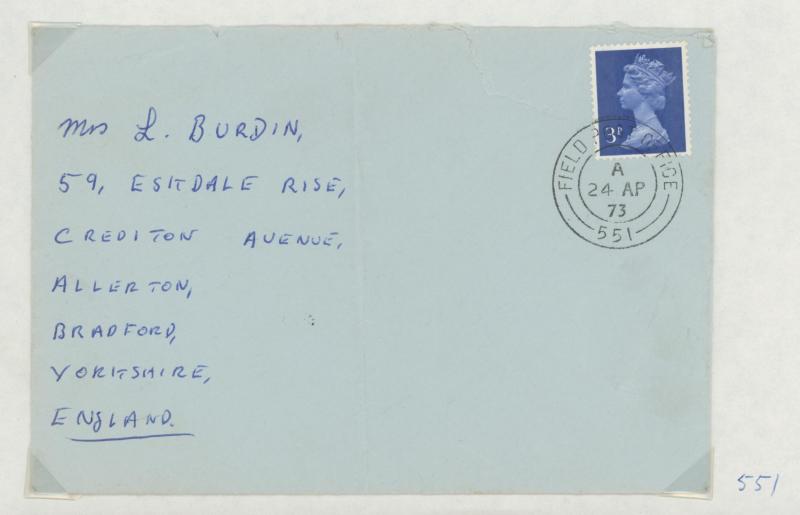 Mrs L. BURDIN,
59, ESKDALE RISE,
CREDITON AVENUE,
ALLERTON,
BRADFORD,
YORKSHIRE,
ENGLAND.
3P
FIELD POST OFFICE
A
24 AP
73
551
551